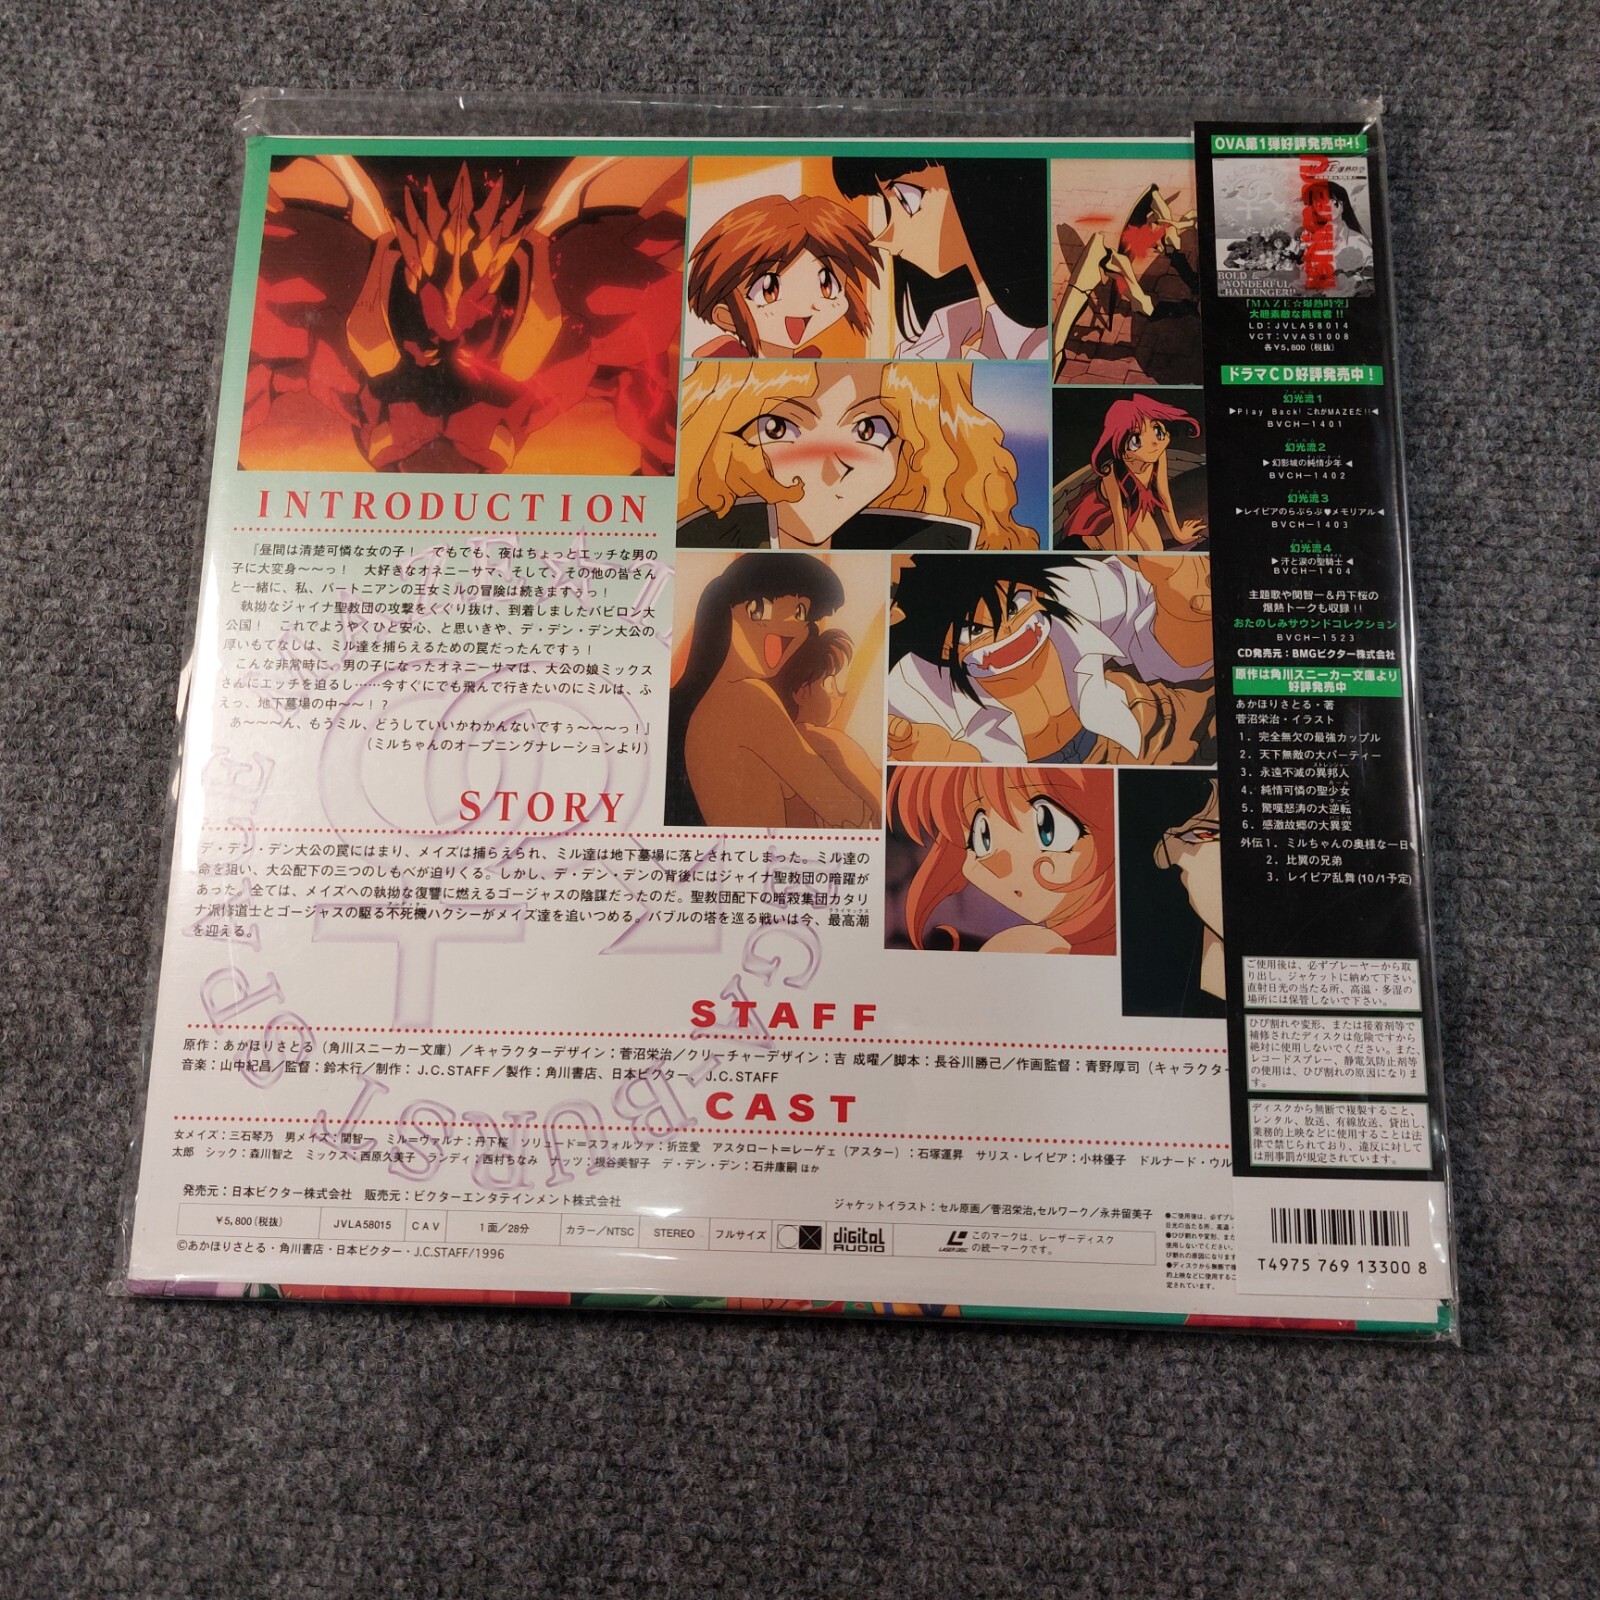 INTRODUCTION
「昼間は清楚可憐な女の子！ でもでも、夜はちょっとエッチな男の
子に大変身〜〜っ！ 大好きなオネニーサマ、そして、その他の皆さん
と一緒に、私、バートニアンの王女ミルの冒険は続きますぅっ！
執拗なジャイナ聖教団の攻撃をくぐり抜け、到着しましたバビロン大
公国！ これでようやくひと安心、と思いきや、デ・デン・デン大公の
厚いもてなしは、ミル達を捕らえるための罠だったんですぅ！
こんな非常時に、男の子になったオネニーサマは、大公の娘ミックス
さんにエッチを迫るし……今すぐにでも飛んで行きたいのにミルは、ふ
えっ、地下墓場の中〜〜！？
あ〜〜〜ん、もうミル、どうしていいかわかんないですぅ〜〜〜っ！」
（ミルちゃんのオープニングナレーションより）
STORY
デ・デン・デン大公の罠にはまり、メイズは捕らえられ、ミル達は地下墓場に落とされてしまった。ミル達の
命を狙い、大公配下の三つのしもべが迫りくる。しかし、デ・デン・デンの背後にはジャイナ聖教団の暗躍が
あった。全ては、メイズへの執拗な復讐に燃えるゴージャスの陰謀だったのだ。聖教団配下の暗殺集団カタリ
ナ派修道士とゴージャスの駆る不死機ハクシーがメイズ達を追いつめる。バブルの塔を巡る戦いは今、最高潮
を迎える。
STAFF
原作：あかほりさとる（角川スニーカー文庫）／キャラクターデザイン：菅沼栄治／クリーチャーデザイン：吉 成曜／脚本：長谷川勝己／作画監督：青野厚司（キャラクター
音楽：山中紀昌／監督：鈴木行／制作：J.C.STAFF／製作：角川書店、日本ビクター、J.C.STAFF
CAST
女メイズ：三石琴乃 男メイズ：関智一 ミル＝ヴァルナ：丹下桜 ソリュード＝スフォルツァ：折笠愛 アスタロート＝レーゲェ（アスター）：石塚運昇 サリス・レイピア：小林優子 ドルナード・ウル
太郎 シック：森川智之 ミックス：西原久美子 ランディ：西村ちなみ ナッツ：根谷美智子 デ・デン・デン：石井康嗣 ほか
発売元：日本ビクター株式会社 販売元：ビクターエンタテインメント株式会社
ジャケットイラスト：セル原画／菅沼栄治,セルワーク／永井留美子
￥5,800(税抜) JVLA58015 CAV 1面/28分 カラー／NTSC STEREO フルサイズ digital AUDIO LASER DISC このマークは、レーザーディスク
の統一マークです。
©あかほりさとる・角川書店・日本ビクター・J.C.STAFF/1996
OVA第1弾好評発売中!!
BOLD &
WONDERFUL
CHALLENGER!!
「MAZE☆爆熱時空」
大胆素敵な挑戦者!!
LD：JVLA58014
VCT：VVAS1008
各￥5,800（税抜）
ドラマCD好評発売中！
幻光流1
▶Play Back! これがMAZEだ!!◀
BVCH-1401
幻光流2
▶幻影城の純情少年◀
BVCH-1402
幻光流3
▶レイピアのらぶらぶ♥メモリアル◀
BVCH-1403
幻光流4
▶汗と涙の聖騎士◀
BVCH-1404
主題歌や関智一＆丹下桜の
爆熱トークも収録!!
おたのしみサウンドコレクション
BVCH-1523
CD発売元：BMGビクター株式会社
原作は角川スニーカー文庫より
好評発売中
あかほりさとる・著
菅沼栄治・イラスト
1．完全無欠の最強カップル
2．天下無敵の大パーティー
3．永遠不滅の異邦人
4．純情可憐の聖少女
5．驚嘆怒涛の大逆転
6．感激故郷の大異変
外伝1．ミルちゃんの奥様な一日
2．比翼の兄弟
3．レイピア乱舞(10/1予定)
ご使用後は、必ずプレーヤーから取
り出し、ジャケットに納めて下さい。
直射日光の当たる所、高温・多湿の
場所には保管しないで下さい。
ひび割れや変形、または接着剤等で
補修されたディスクは危険ですから
絶対に使用しないでください。また、
レコードスプレー、静電気防止剤等
の使用は、ひび割れの原因になりま
す。
ディスクから無断で複製すること、
レンタル、放送、有線放送、貸出し、
業務的上映などに使用することは法
律で禁じられており、違反に対して
は刑事罰が規定されています。
T4975 769 13300 8